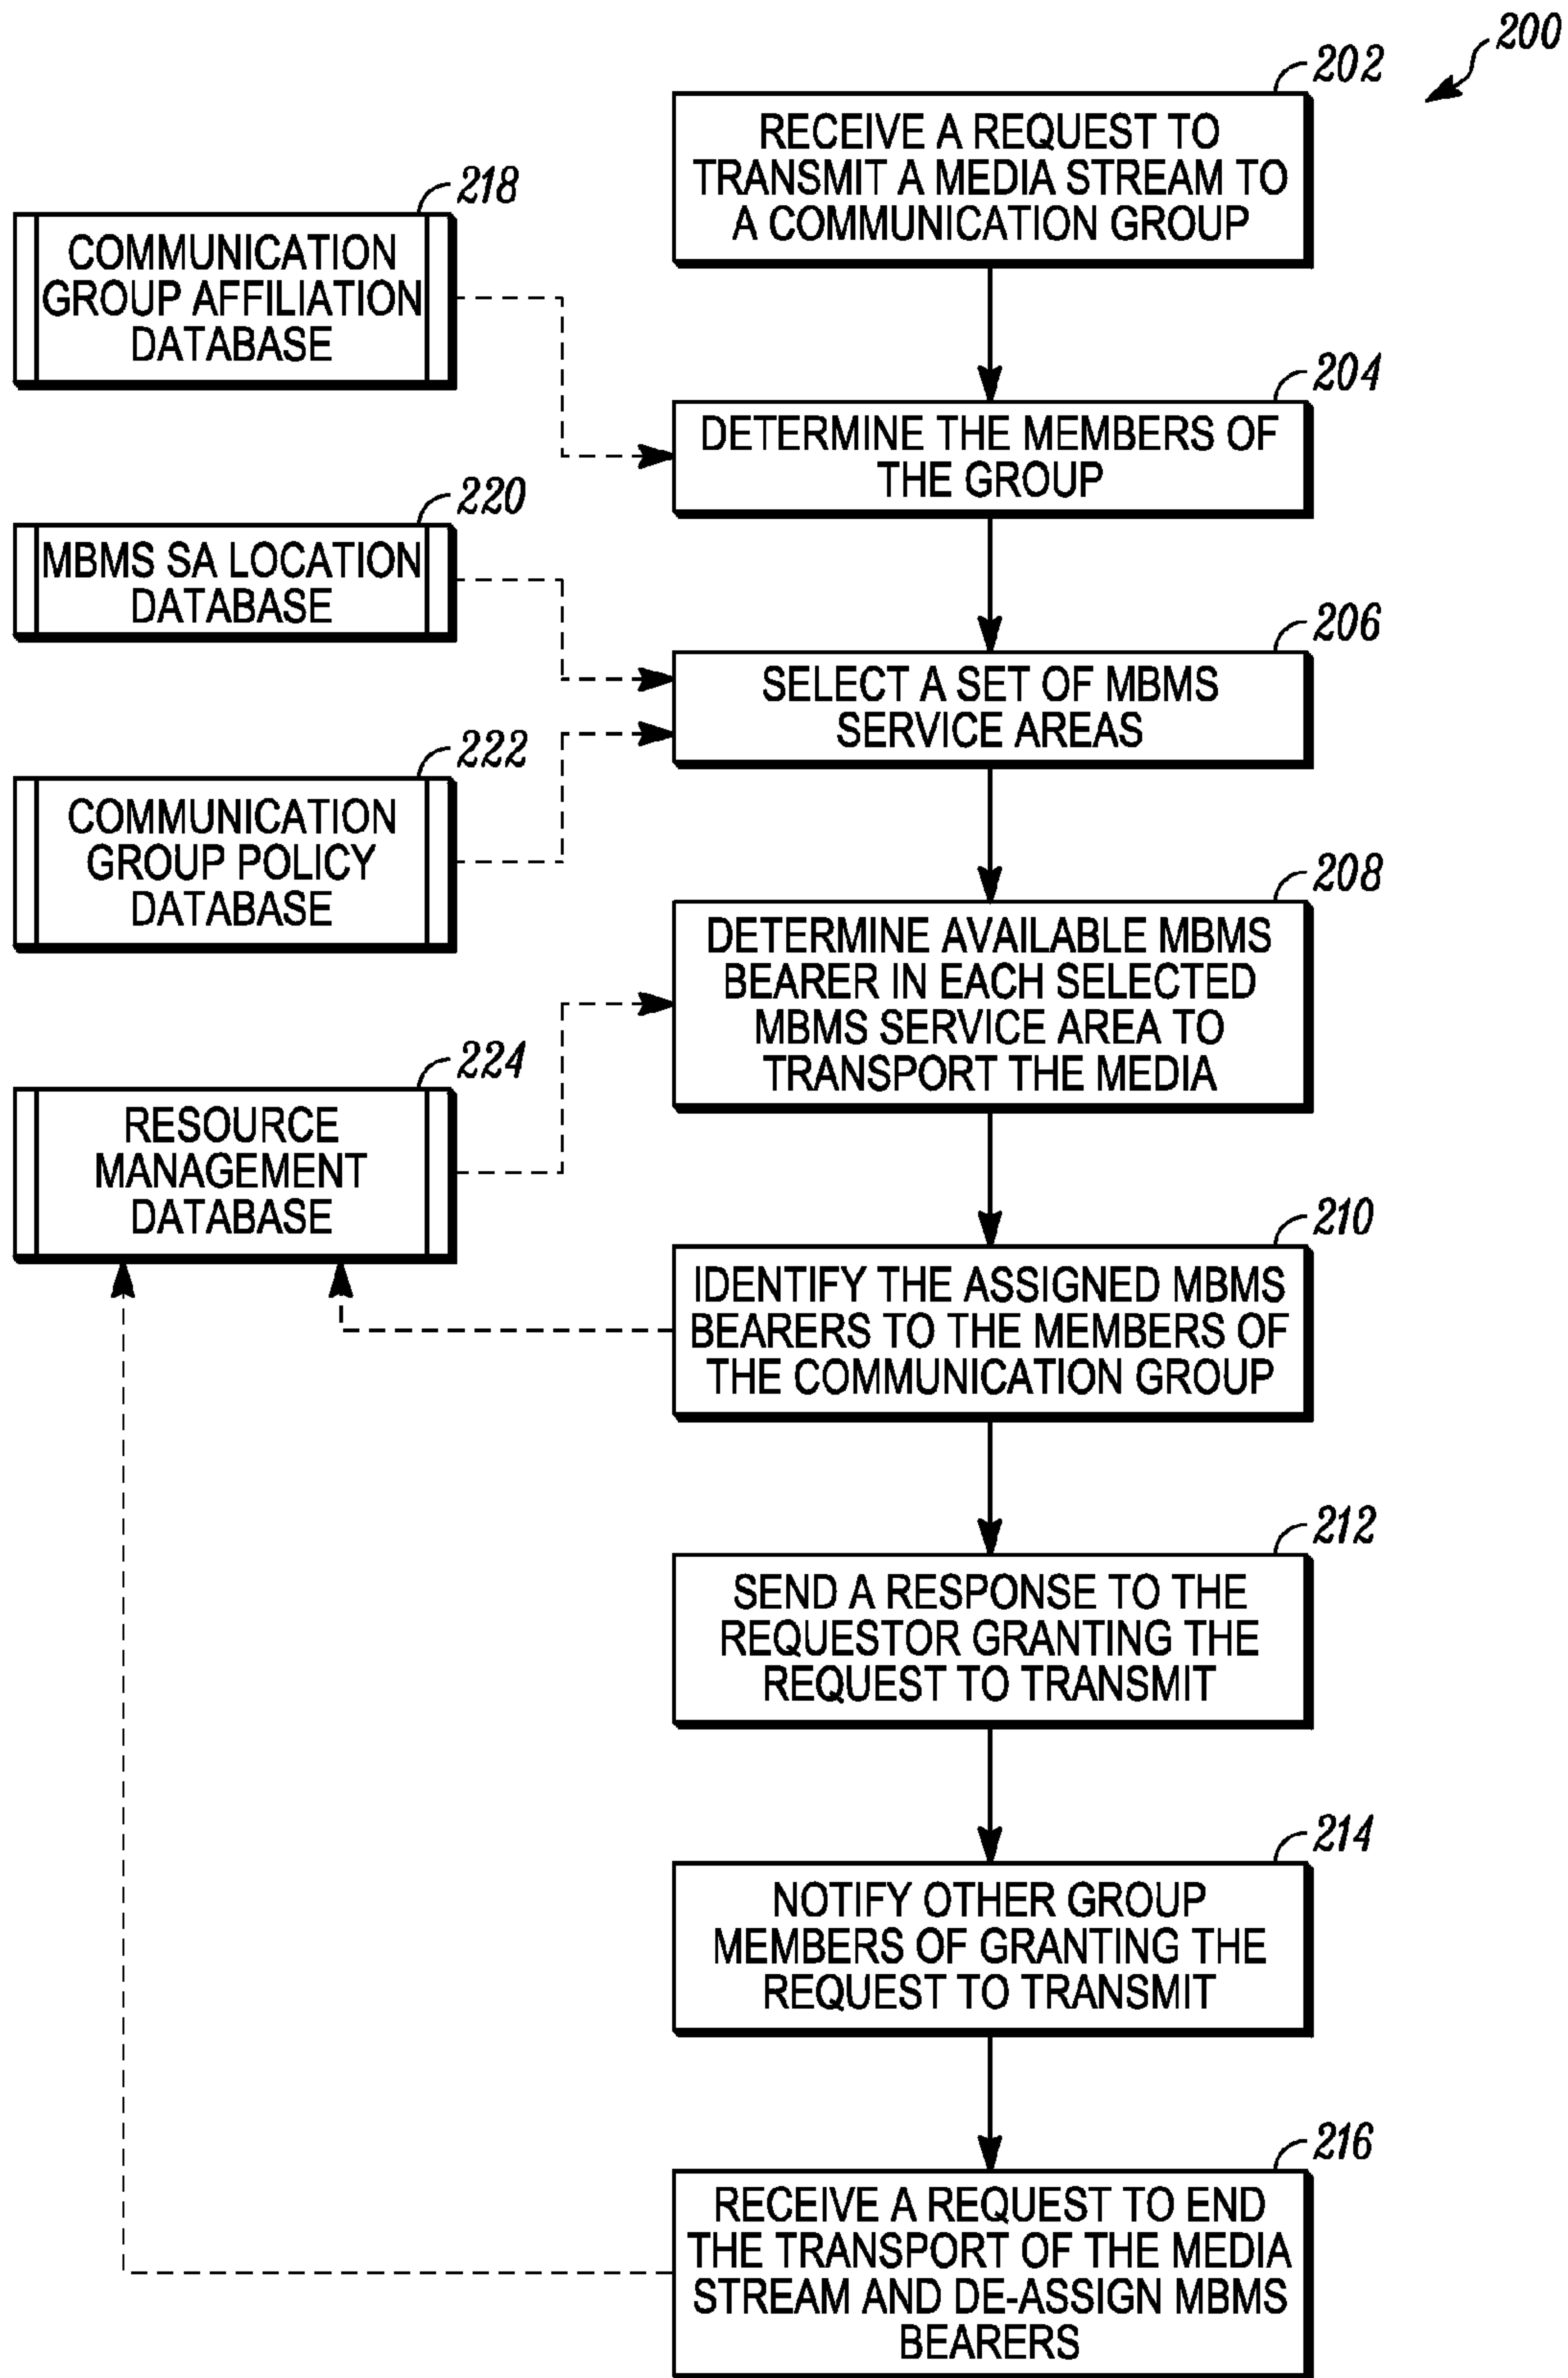 200
202
RECEIVE A REQUEST TO
TRANSMIT A MEDIA STREAM TO
A COMMUNICATION GROUP
218
COMMUNICATION
GROUP AFFILIATION
DATABASE
204
DETERMINE THE MEMBERS OF
THE GROUP
220
MBMS SA LOCATION
DATABASE
206
SELECT A SET OF MBMS
SERVICE AREAS
222
COMMUNICATION
GROUP POLICY
DATABASE
208
DETERMINE AVAILABLE MBMS
BEARER IN EACH SELECTED
MBMS SERVICE AREA TO
TRANSPORT THE MEDIA
224
RESOURCE
MANAGEMENT
DATABASE
210
IDENTIFY THE ASSIGNED MBMS
BEARERS TO THE MEMBERS OF
THE COMMUNICATION GROUP
212
SEND A RESPONSE TO THE
REQUESTOR GRANTING THE
REQUEST TO TRANSMIT
214
NOTIFY OTHER GROUP
MEMBERS OF GRANTING THE
REQUEST TO TRANSMIT
216
RECEIVE A REQUEST TO END
THE TRANSPORT OF THE MEDIA
STREAM AND DE-ASSIGN MBMS
BEARERS